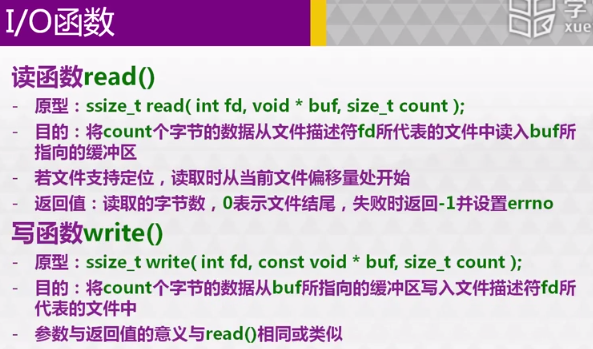 I/O函数
学
xue
读函数read()
- 原型：ssize_t read( int fd, void * buf, size_t count );
- 目的：将count个字节的数据从文件描述符fd所代表的文件中读入buf所
指向的缓冲区
- 若文件支持定位，读取时从当前文件偏移量处开始
- 返回值：读取的字节数，0表示文件结尾，失败时返回-1并设置errno
写函数write()
- 原型：ssize_t write( int fd, const void * buf, size_t count );
- 目的：将count个字节的数据从buf所指向的缓冲区写入文件描述符fd所
代表的文件中
- 参数与返回值的意义与read()相同或类似